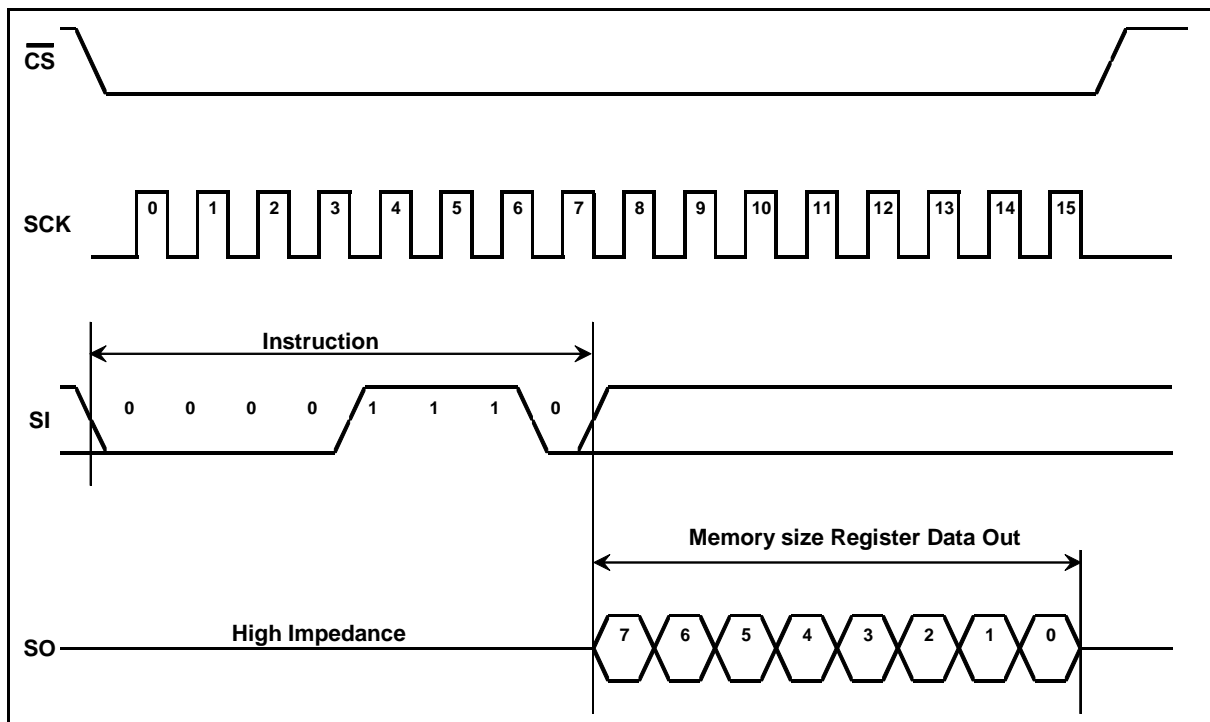 CS
SCK
0 1 2 3 4 5 6 7 8 9 10 11 12 13 14 15
Instruction
SI
0 0 0 0 1 1 1 0
Memory size Register Data Out
SO
High Impedance
7 6 5 4 3 2 1 0